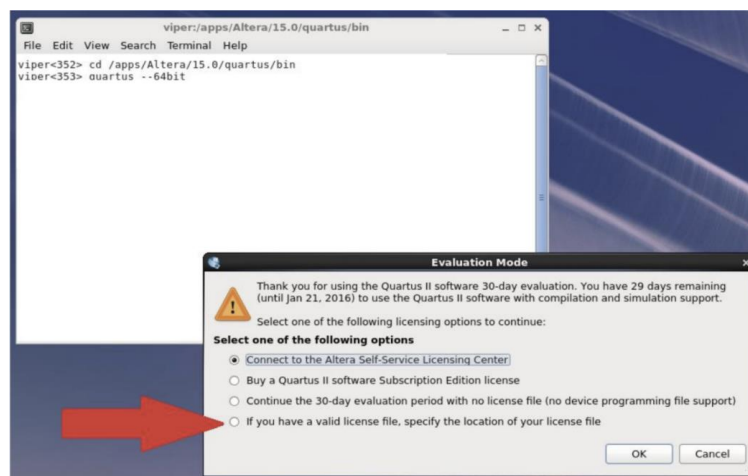 viper:/apps/Altera/15.0/quartus/bin
File Edit View Search Terminal Help
viper<352> cd /apps/Altera/15.0/quartus/bin
viper<353> quartus --64bit
Evaluation Mode
Thank you for using the Quartus II software 30-day evaluation. You have 29 days remaining
(until Jan 21, 2016) to use the Quartus II software with compilation and simulation support.
Select one of the following licensing options to continue:
Select one of the following options
Connect to the Altera Self-Service Licensing Center
Buy a Quartus II software Subscription Edition license
Continue the 30-day evaluation period with no license file (no device programming file support)
If you have a valid license file, specify the location of your license file
OK Cancel